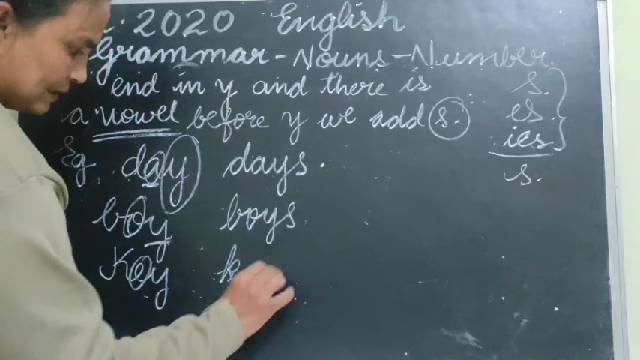 2020 English
Grammar - Nouns - Number
end in y and there is s.
a vowel before y we add s. es
ies
Eg day days. s.
boy boys
Key k